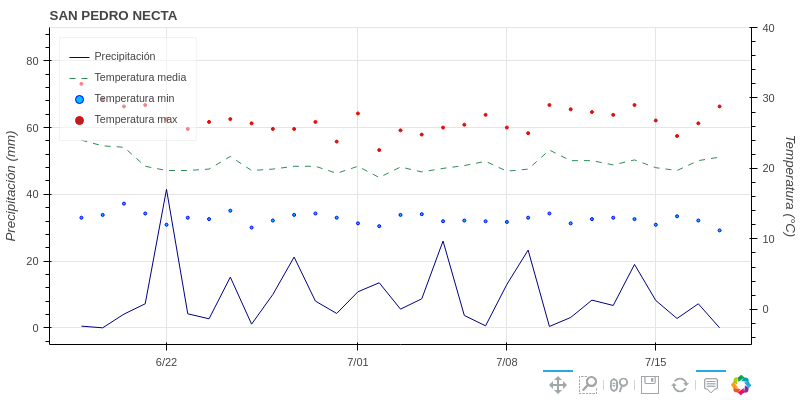 SAN PEDRO NECTA
Precipitación
Temperatura media
Temperatura min
Temperatura max
Precipitación (mm)
80
60
40
20
0
Temperatura (°C)
40
30
20
10
0
6/22
7/01
7/08
7/15